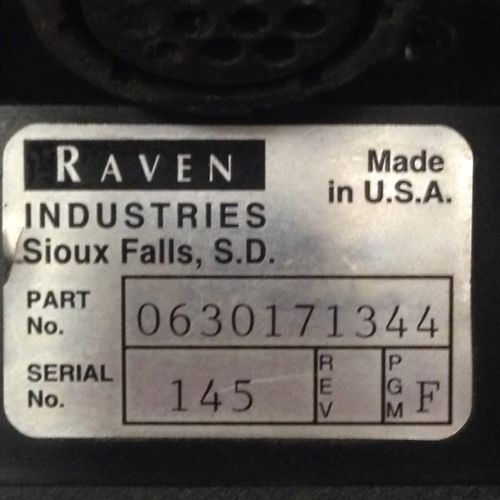 RAVEN
INDUSTRIES
Sioux Falls, S.D.
Made
in U.S.A.
PART
No.
0630171344
SERIAL
No.
145
REV
PGM
F